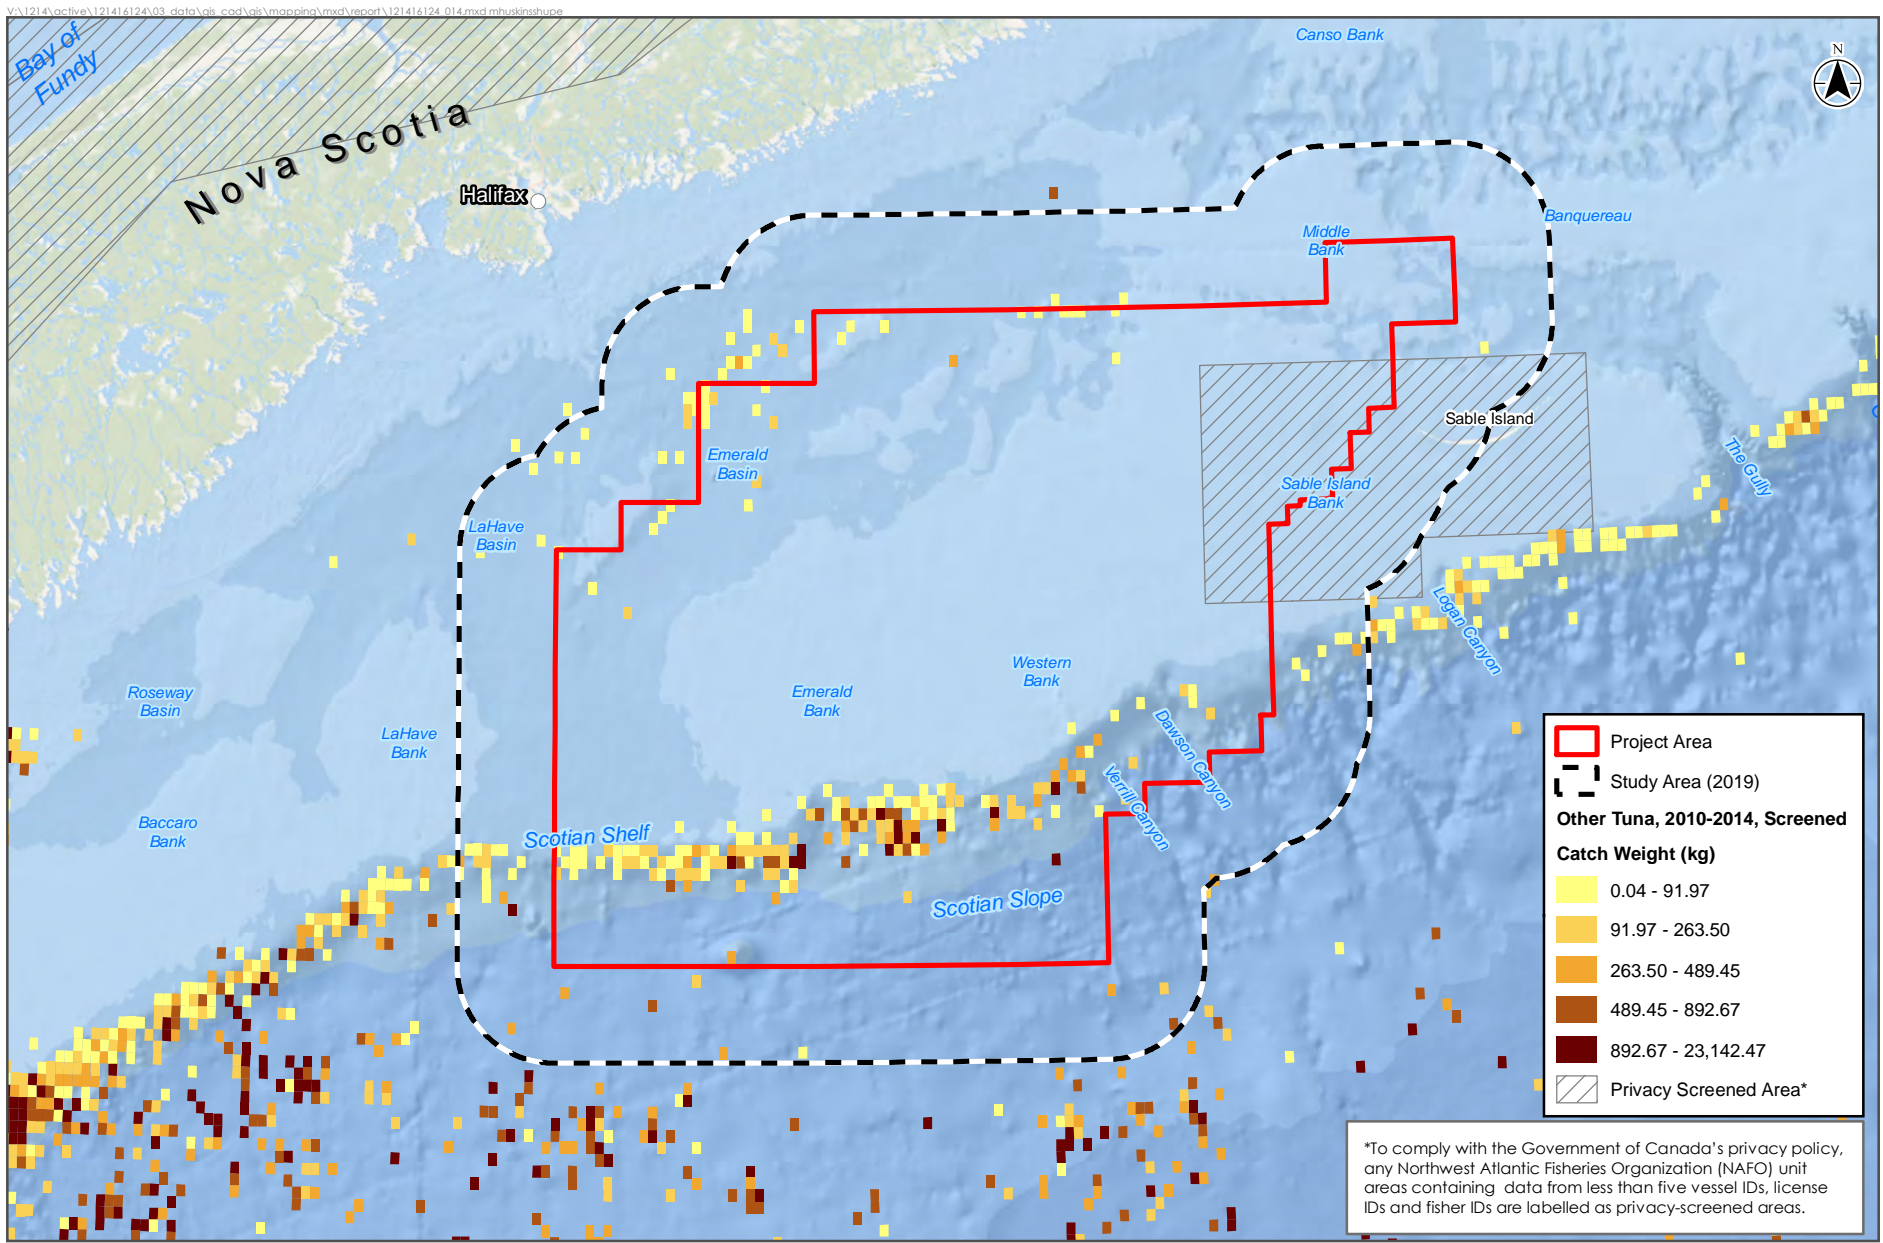 V:\1214\active\121416124\03_data\gis_cad\gis\mapping\mxd\report\121416124_014.mxd mhuskinsshupe
Bay of
Fundy
Nova Scotia
Halifax
Canso Bank
N
Banquereau
Middle
Bank
Sable Island
Sable Island
Bank
The Gully
Emerald
Basin
LaHave
Basin
Logan Canyon
Western
Bank
Emerald
Bank
Roseway
Basin
LaHave
Bank
Dawson Canyon
Verrill Canyon
Baccaro
Bank
Scotian Shelf
Scotian Slope
Project Area
Study Area (2019)
Other Tuna, 2010-2014, Screened
Catch Weight (kg)
0.04 - 91.97
91.97 - 263.50
263.50 - 489.45
489.45 - 892.67
892.67 - 23,142.47
Privacy Screened Area*
*To comply with the Government of Canada's privacy policy,
any Northwest Atlantic Fisheries Organization (NAFO) unit
areas containing data from less than five vessel IDs, license
IDs and fisher IDs are labelled as privacy-screened areas.